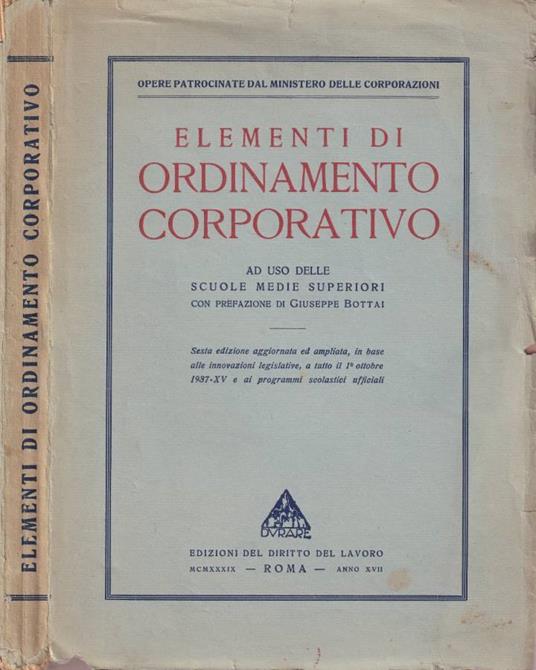 ELEMENTI DI ORDINAMENTO CORPORATIVO
OPERE PATROCINATE DAL MINISTERO DELLE CORPORAZIONI
ELEMENTI DI
ORDINAMENTO
CORPORATIVO
AD USO DELLE
SCUOLE MEDIE SUPERIORI
CON PREFAZIONE DI GIUSEPPE BOTTAI
Sesta edizione aggiornata ed ampliata, in base
alle innovazioni legislative, a tutto il 1° ottobre
1937-XV e ai programmi scolastici ufficiali
DVRARE
EDIZIONI DEL DIRITTO DEL LAVORO
MCMXXXIX — ROMA — ANNO XVII